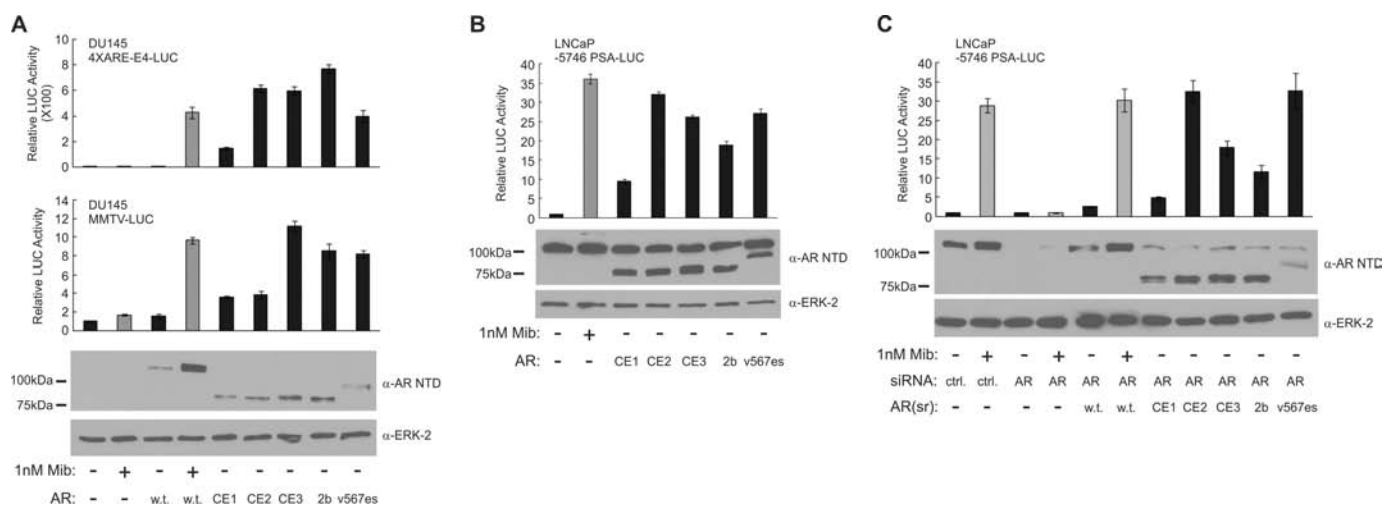 A
DU145
4XARE-E4-LUC
Relative LUC Activity
(X100)
10
8
6
4
2
0
DU145
MMTV-LUC
Relative LUC Activity
14
12
10
8
6
4
2
0
100kDa
75kDa
α-AR NTD
α-ERK-2
1nM Mib: - + - + - - - - -
AR: - - w.t. w.t. CE1 CE2 CE3 2b v567es
B
LNCaP
-5746 PSA-LUC
Relative LUC Activity
40
35
30
25
20
15
10
5
0
100kDa
75kDa
α-AR NTD
α-ERK-2
1nM Mib: - + - - - - -
AR: - - CE1 CE2 CE3 2b v567es
C
LNCaP
-5746 PSA-LUC
Relative LUC Activity
40
35
30
25
20
15
10
5
0
100kDa
75kDa
α-AR NTD
α-ERK-2
1nM Mib: - + - + - + - - - - -
siRNA: ctrl. ctrl. AR AR AR AR AR AR AR AR AR
AR(sr): - - - - w.t. w.t. CE1 CE2 CE3 2b v567es